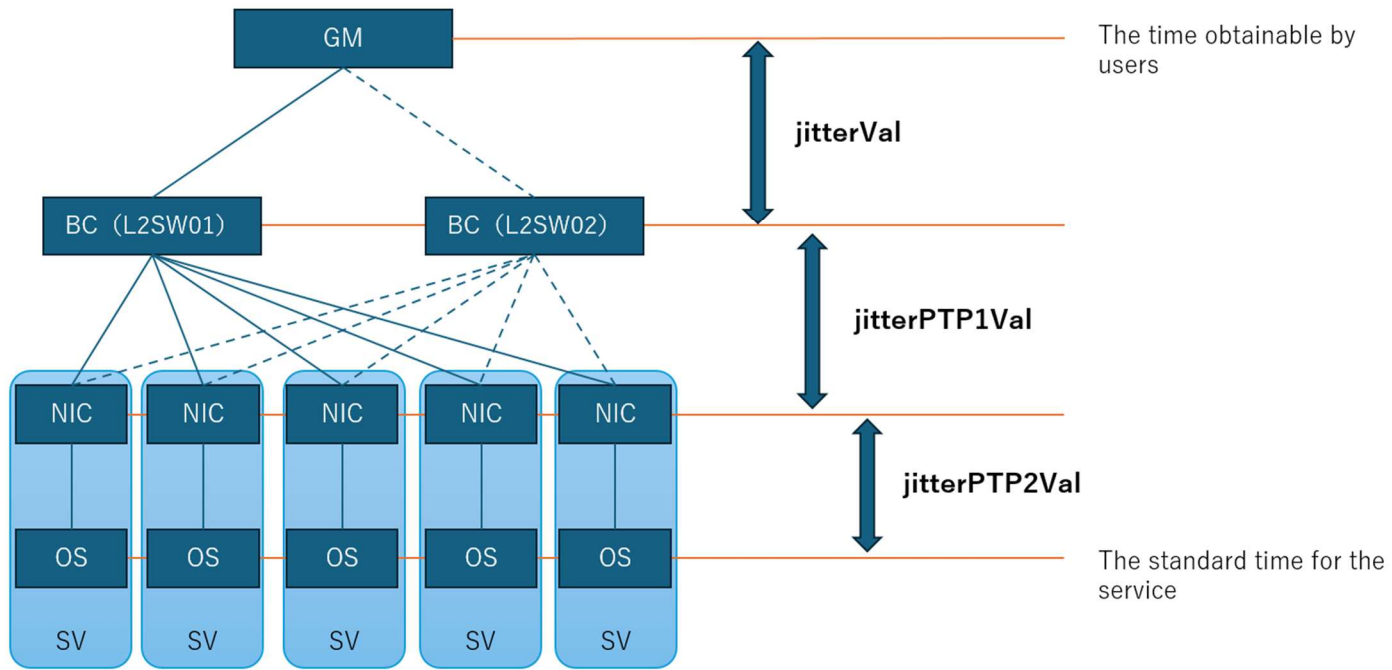 GM
The time obtainable by
users
jitterVal
BC（L2SW01）
BC（L2SW02）
jitterPTP1Val
NIC
NIC
NIC
NIC
NIC
jitterPTP2Val
OS
OS
OS
OS
OS
The standard time for the
service
SV
SV
SV
SV
SV